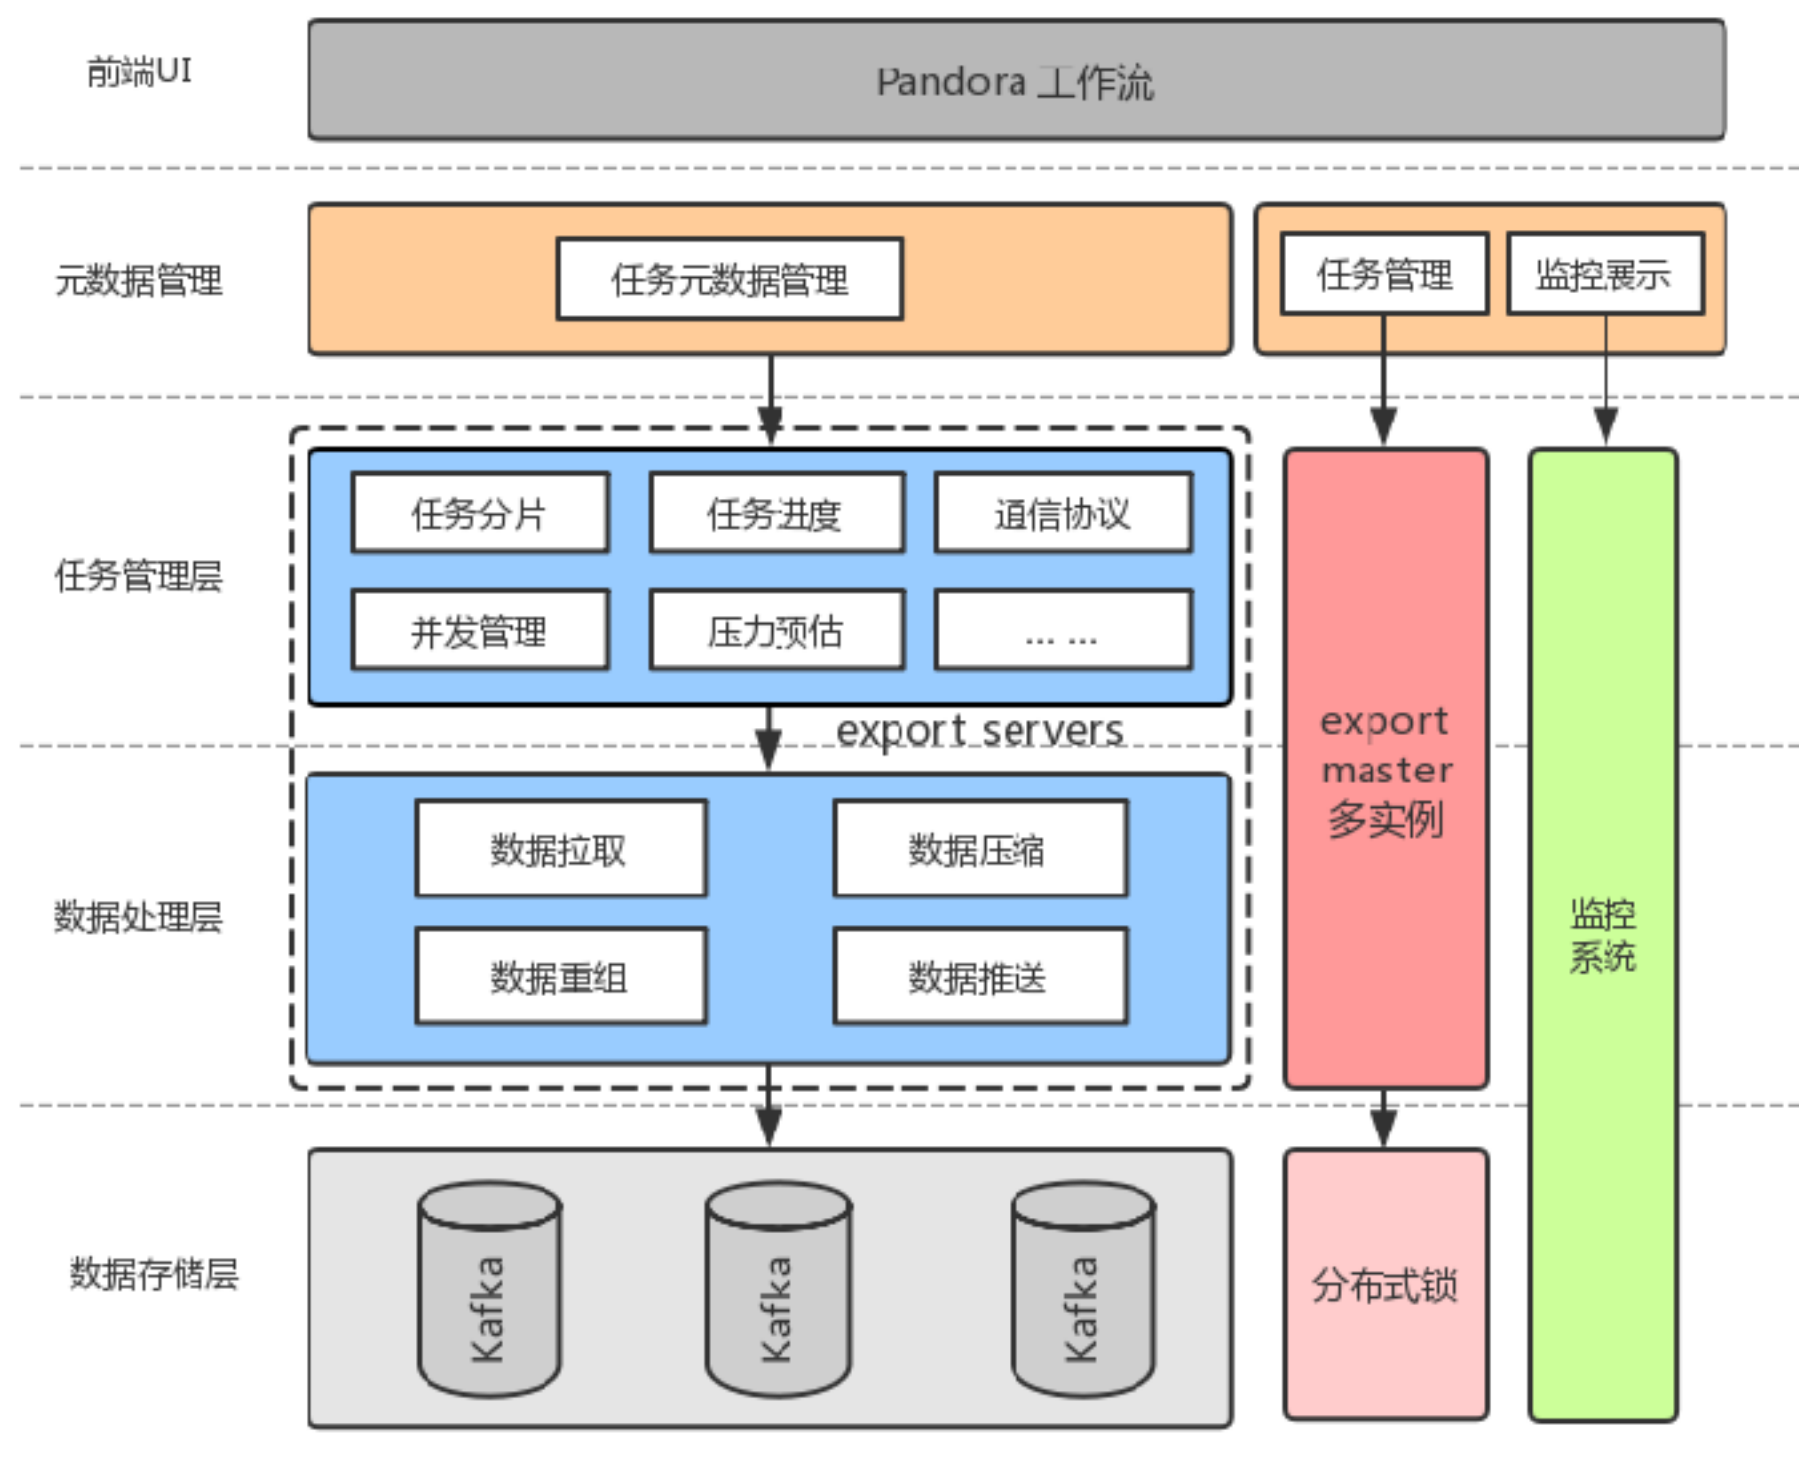 前端UI
Pandora 工作流
元数据管理
任务元数据管理
任务管理
监控展示
任务管理层
任务分片
任务进度
通信协议
并发管理
压力预估
... ...
export servers
数据处理层
数据拉取
数据压缩
数据重组
数据推送
export
master
多实例
监控
系统
数据存储层
Kafka
Kafka
Kafka
分布式锁